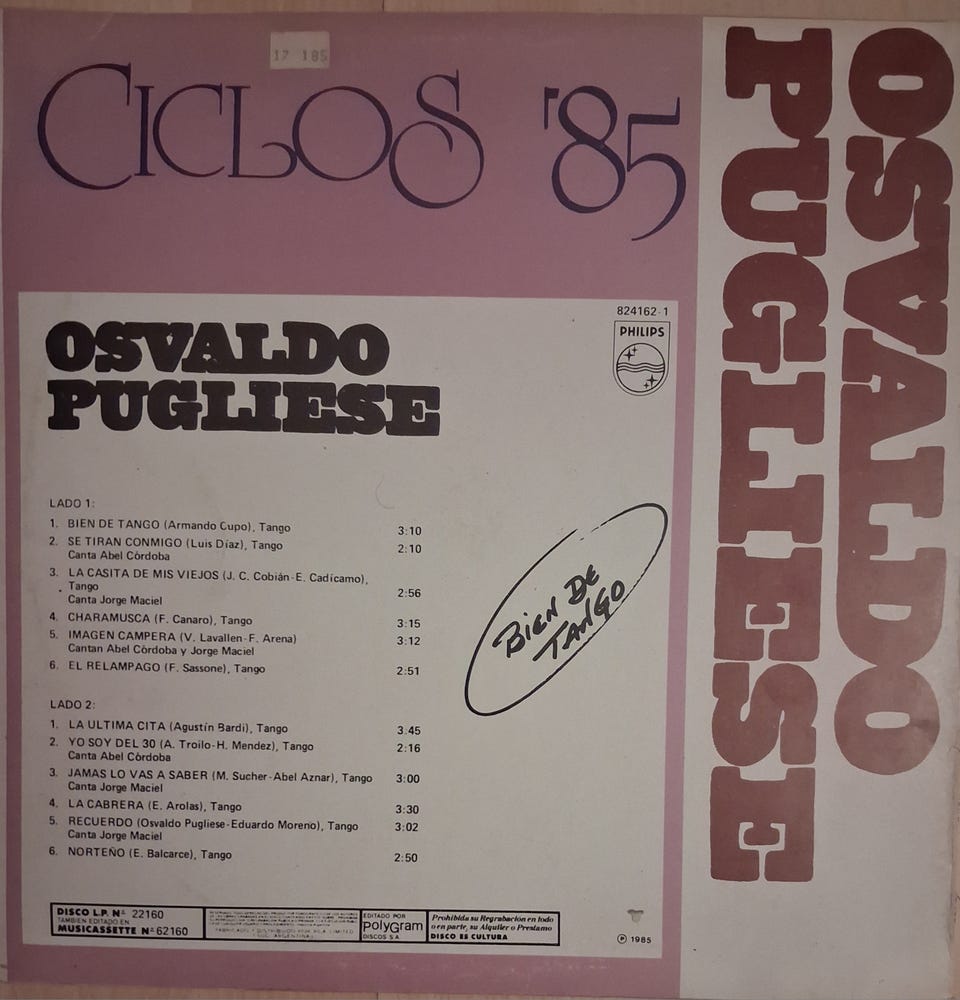 17 185
CICLOS '85
OSVALDO
PUGLIESE
824162-1
PHILIPS
OSVALDO
PUGLIESE
LADO 1:
1. BIEN DE TANGO (Armando Cupo), Tango 3:10
2. SE TIRAN CONMIGO (Luis Díaz), Tango 2:10
Canta Abel Córdoba
3. LA CASITA DE MIS VIEJOS (J. C. Cobián-E. Cadícamo),
Tango 2:56
Canta Jorge Maciel
4. CHARAMUSCA (F. Canaro), Tango 3:15
5. IMAGEN CAMPERA (V. Lavallen-F. Arena) 3:12
Cantan Abel Córdoba y Jorge Maciel
6. EL RELAMPAGO (F. Sassone), Tango 2:51
BIEN DE
TANGO
LADO 2:
1. LA ULTIMA CITA (Agustín Bardi), Tango 3:45
2. YO SOY DEL 30 (A. Troilo-H. Mendez), Tango 2:16
Canta Abel Córdoba
3. JAMAS LO VAS A SABER (M. Sucher-Abel Aznar), Tango 3:00
Canta Jorge Maciel
4. LA CABRERA (E. Arolas), Tango 3:30
5. RECUERDO (Osvaldo Pugliese-Eduardo Moreno), Tango 3:02
Canta Jorge Maciel
6. NORTEÑO (E. Balcarce), Tango 2:50
DISCO L.P. Nº 22160
TAMBIEN EDITADO EN
MUSICASSETTE Nº 62160
EDITADO POR
polyGram
DISCOS S.A.
Prohibida su Regrabación en todo
o en parte, su Alquiler o Prestamo
DISCO ES CULTURA
Ⓟ 1985